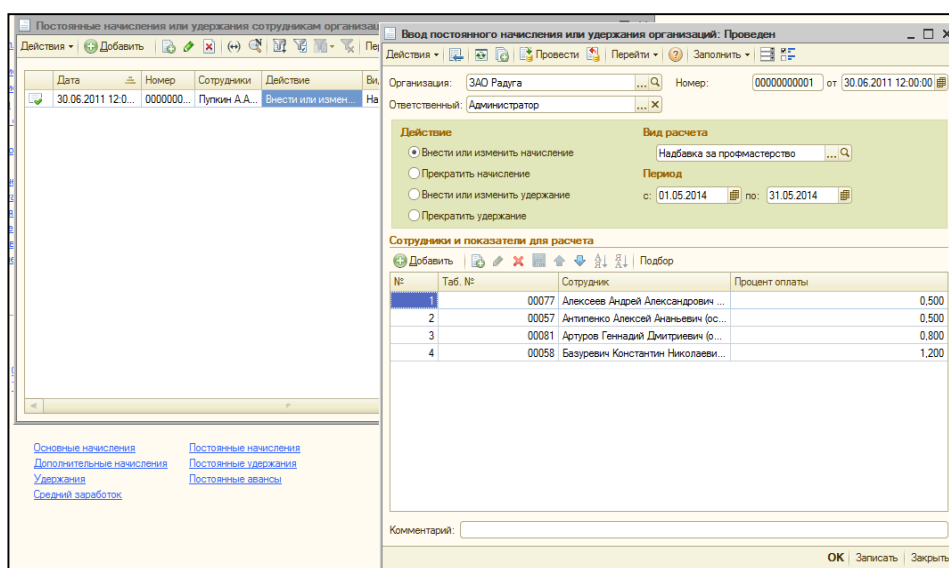 Постоянные начисления или удержания сотрудникам организац
Действия Добавить
Дата Номер Сотрудники Действие Ви
30.06.2011 12:0... 0000000... Пупкин А.А... Внести или измен... На
Основные начисления Постоянные начисления
Дополнительные начисления Постоянные удержания
Удержания Постоянные авансы
Средний заработок
Ввод постоянного начисления или удержания организаций: Проведен
Действия Провести Перейти Заполнить
Организация: ЗАО Радуга ... Номер: 00000000001 от 30.06.2011 12:00:00
Ответственный: Администратор ...
Действие Вид расчета
Внести или изменить начисление Надбавка за профмастерство ...
Прекратить начисление Период
Внести или изменить удержание с: 01.05.2014 по: 31.05.2014
Прекратить удержание
Сотрудники и показатели для расчета
Добавить Подбор
№ Таб. № Сотрудник Процент оплаты
1 00077 Алексеев Андрей Александрович ... 0,500
2 00057 Антипенко Алексей Ананьевич (ос... 0,500
3 00081 Артуров Геннадий Дмитриевич (о... 0,800
4 00058 Базуревич Константин Николаеви... 1,200
Комментарий:
OK Записать Закрыть